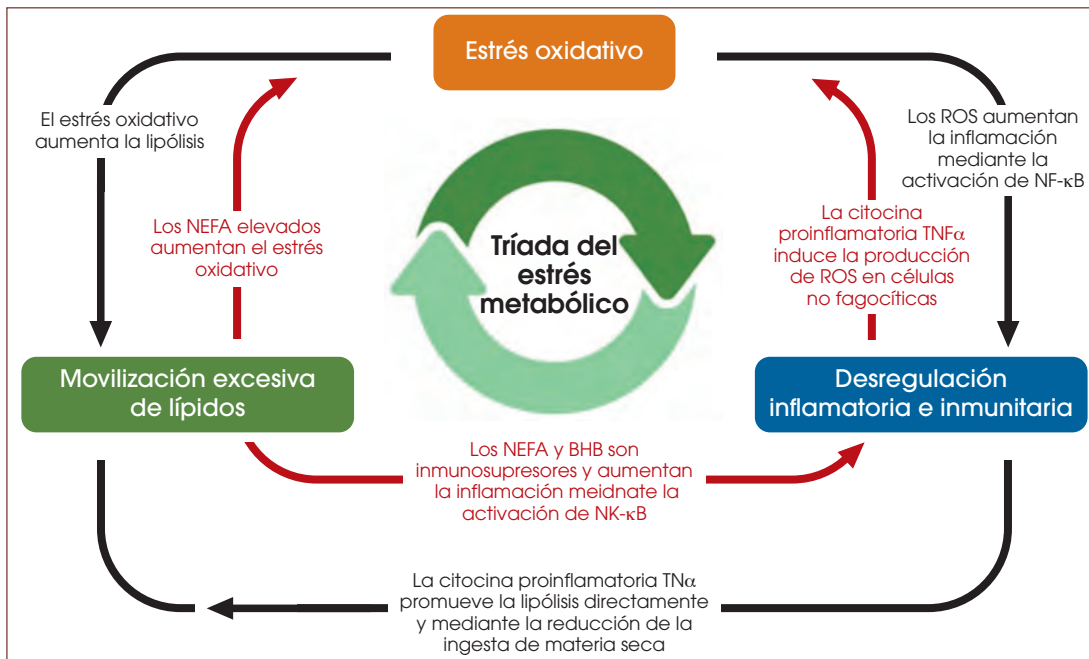 Estrés oxidativo
El estrés oxidativo
aumenta la lipólisis
Los NEFA elevados
aumentan el estrés
oxidativo
Tríada del
estrés
metabólico
La citocina
proinflamatoria TNFα
induce la producción
de ROS en células
no fagocíticas
Los ROS aumentan
la inflamación
mediante la
activación de NF-κB
Movilización excesiva
de lípidos
Desregulación
inflamatoria e inmunitaria
Los NEFA y BHB son
inmunosupresores y aumentan
la inflamación meidnate la
activación de NK-κB
La citocina proinflamatoria TNα
promueve la lipólisis directamente
y mediante la reducción de la
ingesta de materia seca